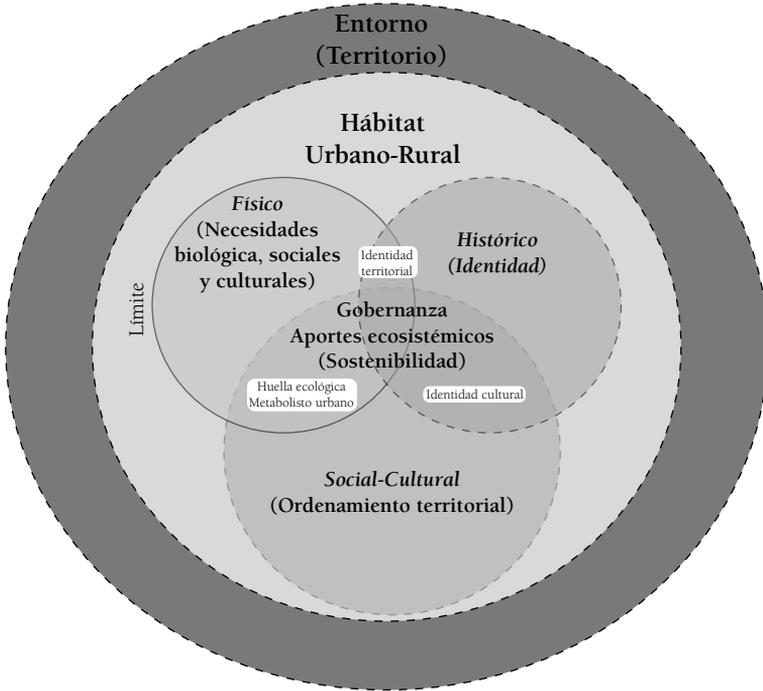 Entorno
(Territorio)
Hábitat
Urbano-Rural
Físico
(Necesidades
biológica, sociales
y culturales)
Histórico
(Identidad)
Identidad
territorial
Límite
Gobernanza
Aportes ecosistémicos
(Sostenibilidad)
Huella ecológica
Metabolisto urbano
Identidad cultural
Social-Cultural
(Ordenamiento territorial)